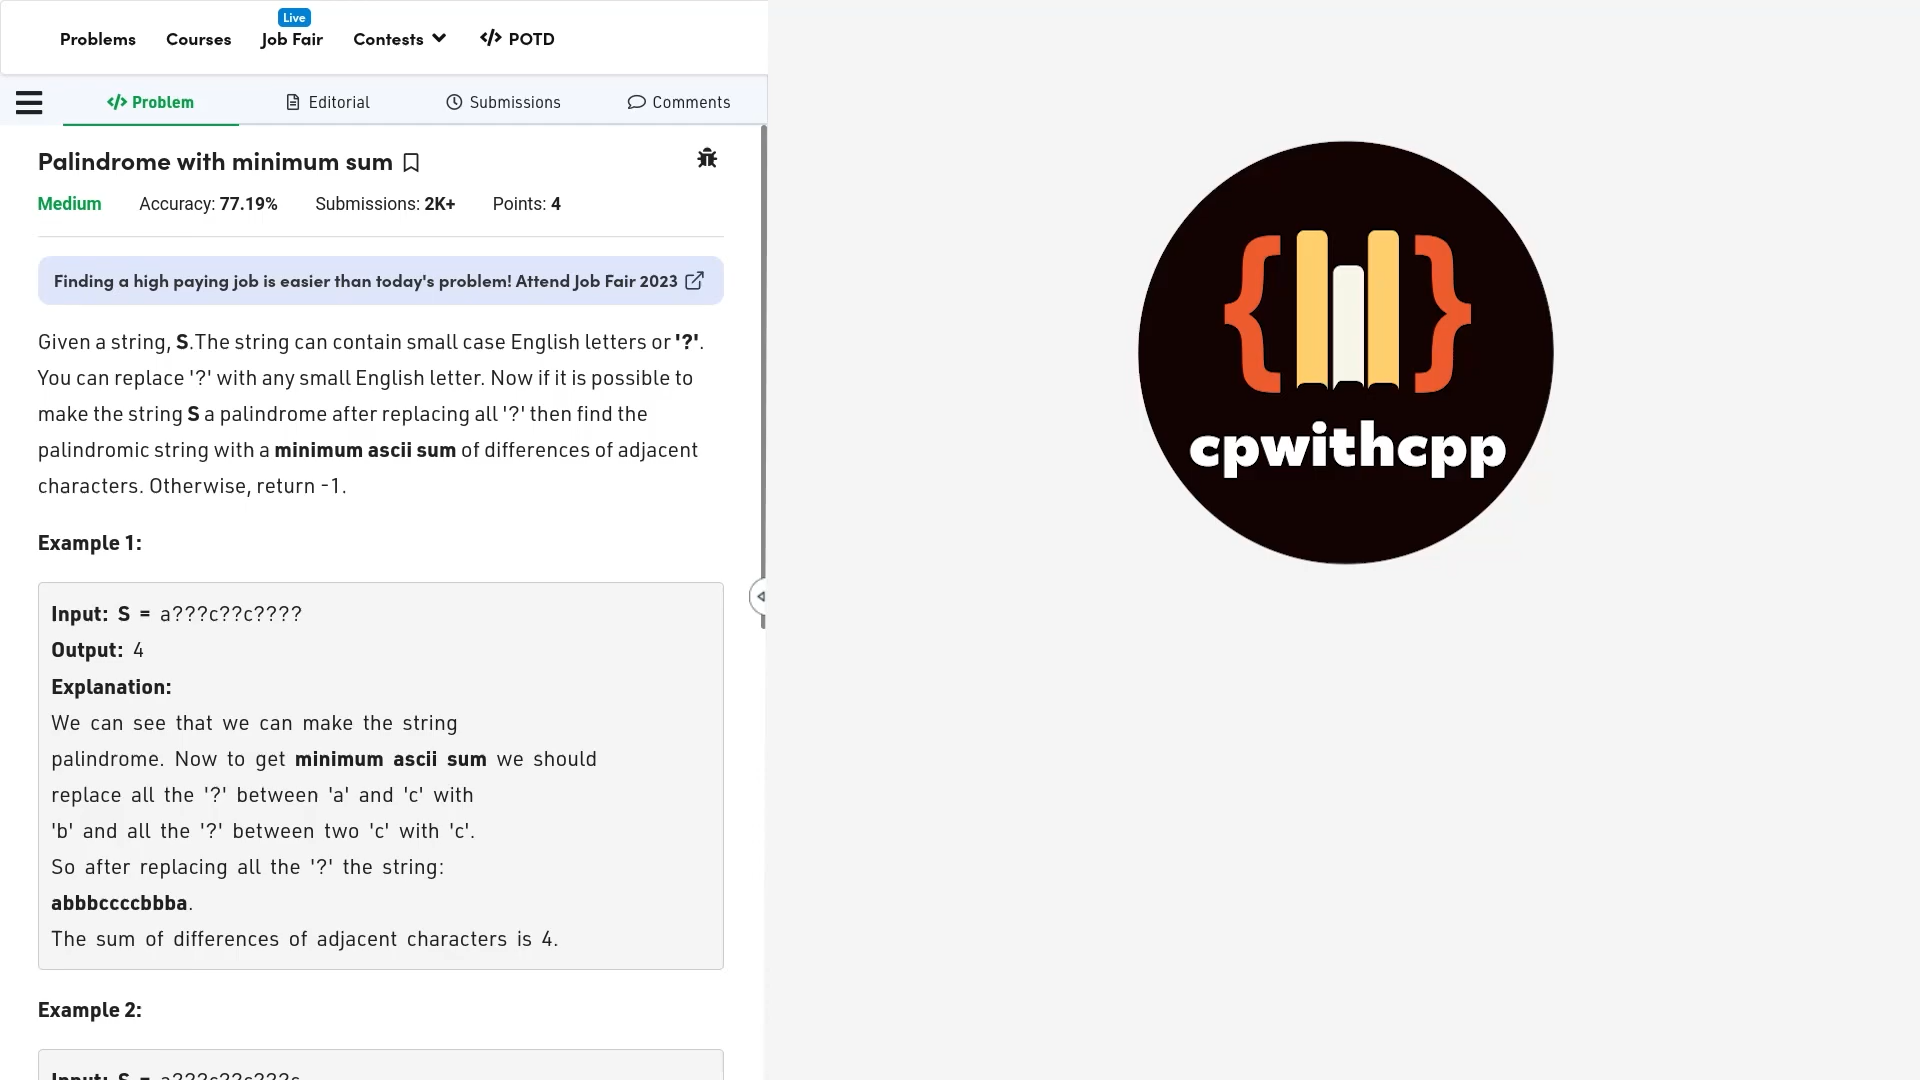 Live
Problems Courses Job Fair Contests </> POTD
</> Problem Editorial Submissions Comments
Palindrome with minimum sum
Medium Accuracy: 77.19% Submissions: 2K+ Points: 4
Finding a high paying job is easier than today's problem! Attend Job Fair 2023
Given a string, S.The string can contain small case English letters or '?'.
You can replace '?' with any small English letter. Now if it is possible to
make the string S a palindrome after replacing all '?' then find the
palindromic string with a minimum ascii sum of differences of adjacent
characters. Otherwise, return -1.
Example 1:
Input: S = a???c??c????
Output: 4
Explanation:
We can see that we can make the string
palindrome. Now to get minimum ascii sum we should
replace all the '?' between 'a' and 'c' with
'b' and all the '?' between two 'c' with 'c'.
So after replacing all the '?' the string:
abbbccccbbba.
The sum of differences of adjacent characters is 4.
Example 2:
Input: S =
cpwithcpp